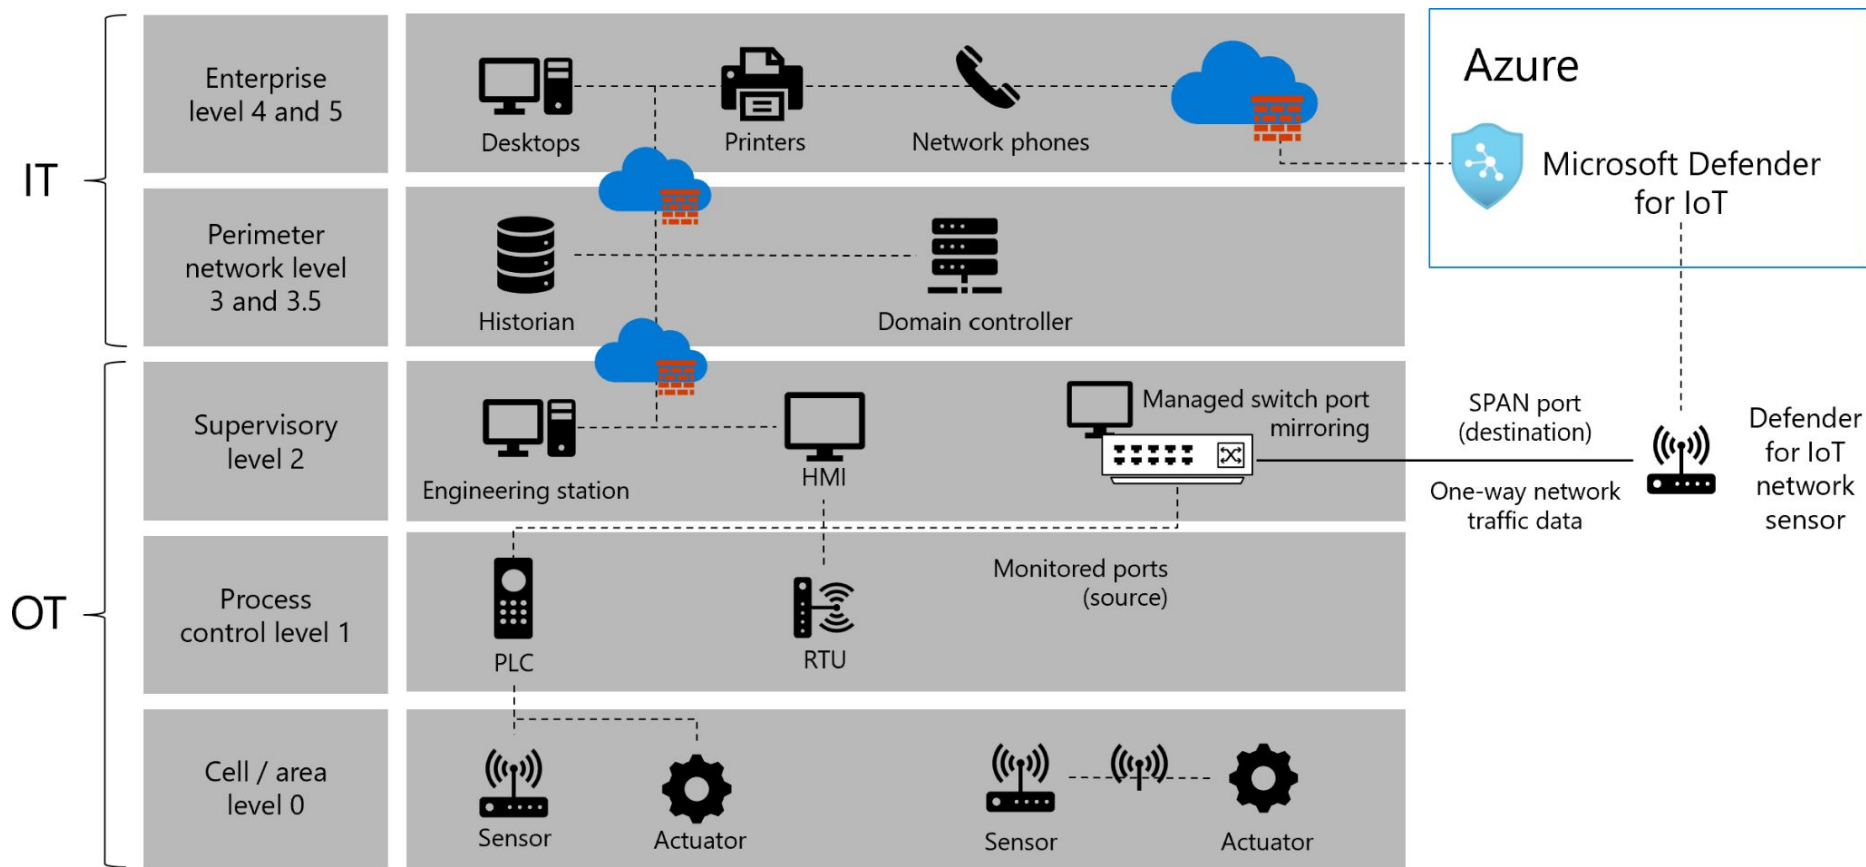 IT
Enterprise
level 4 and 5
Desktops
Printers
Network phones
Azure
Microsoft Defender
for IoT
Perimeter
network level
3 and 3.5
Historian
Domain controller
OT
Supervisory
level 2
Engineering station
HMI
Managed switch port
mirroring
SPAN port
(destination)
One-way network
traffic data
Defender
for IoT
network
sensor
Process
control level 1
PLC
RTU
Monitored ports
(source)
Cell / area
level 0
Sensor
Actuator
Sensor
Actuator